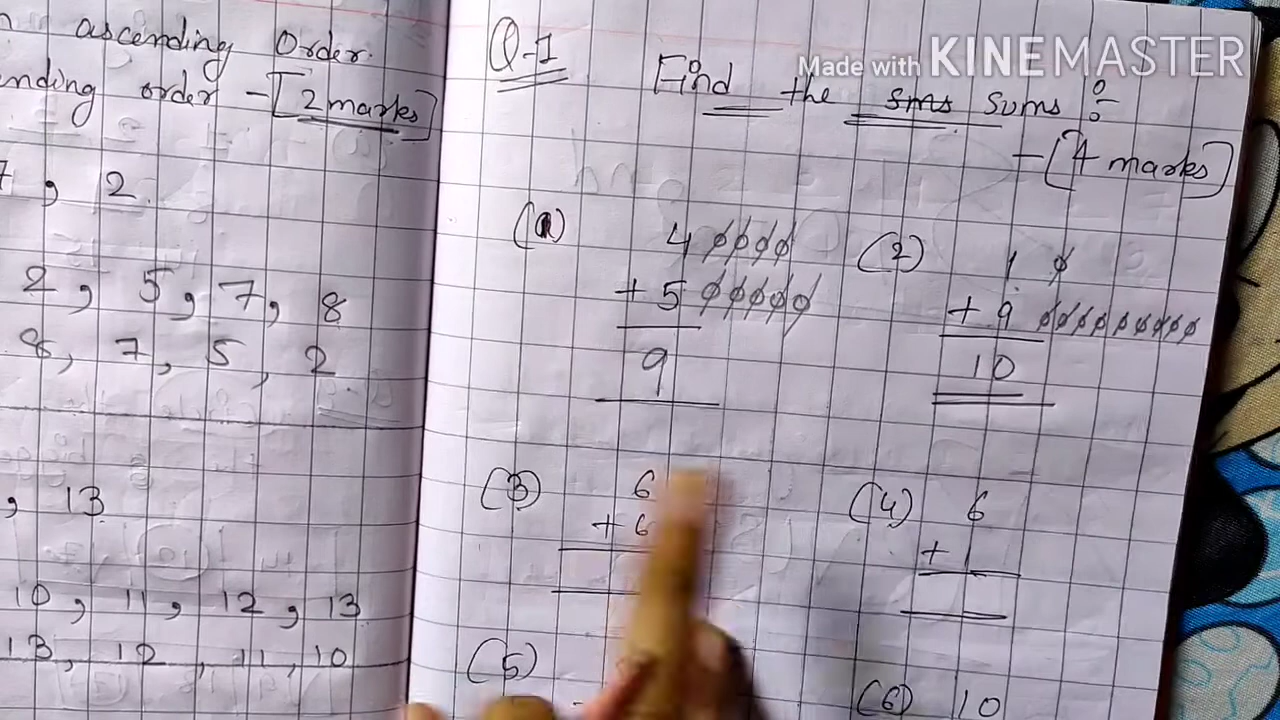 ascending Order.
ending order - [2 marks]
7, 2.
2, 5, 7, 8
8, 7, 5, 2
, 13
10, 11, 12, 13
13, 12, 11, 10
Made with KINEMASTER
Q-1 Find the sms sums :-
- [4 marks]
(1) 4
+ 5
9
(2) 1
+ 9
10
(3) 6
+ 6
(4) 6
+ 1
(5)
(6) 10